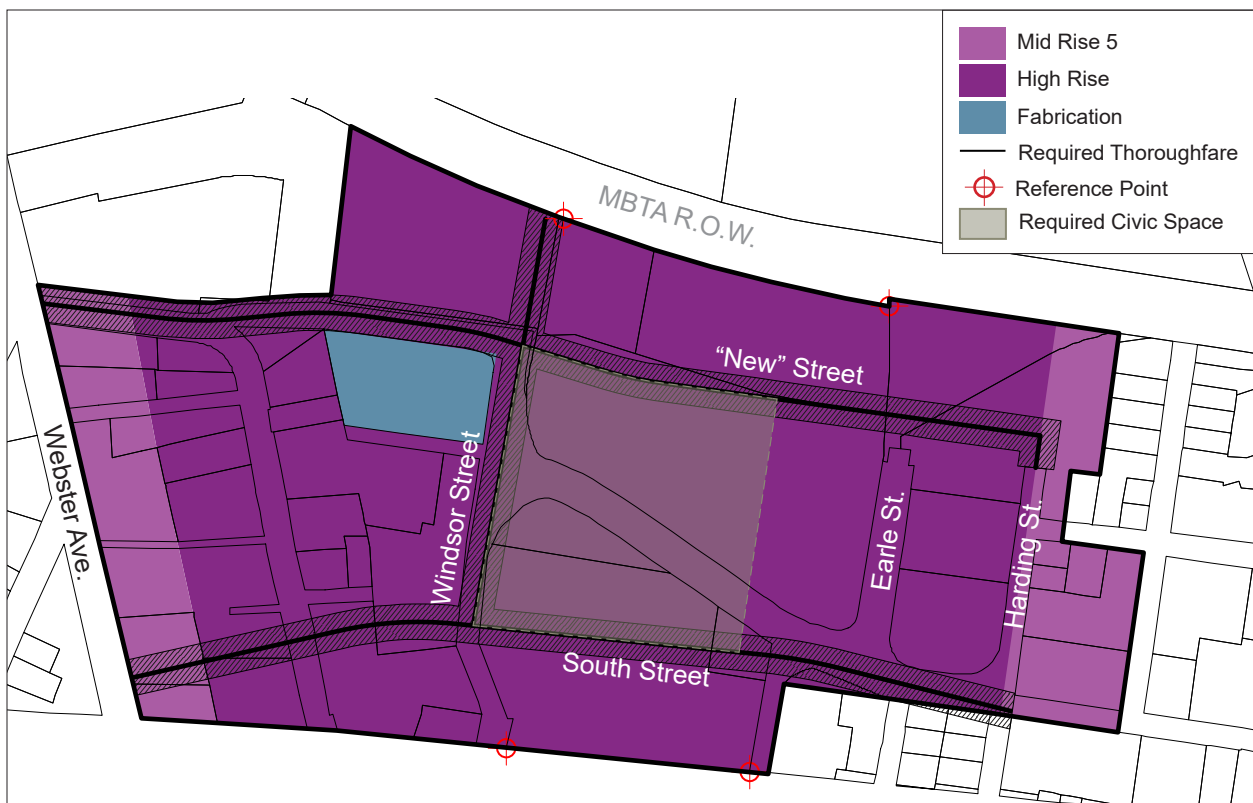 Mid Rise 5
High Rise
Fabrication
Required Thoroughfare
Reference Point
Required Civic Space
MBTA R.O.W.
“New” Street
Webster Ave.
Windsor Street
Earle St.
Harding St.
South Street